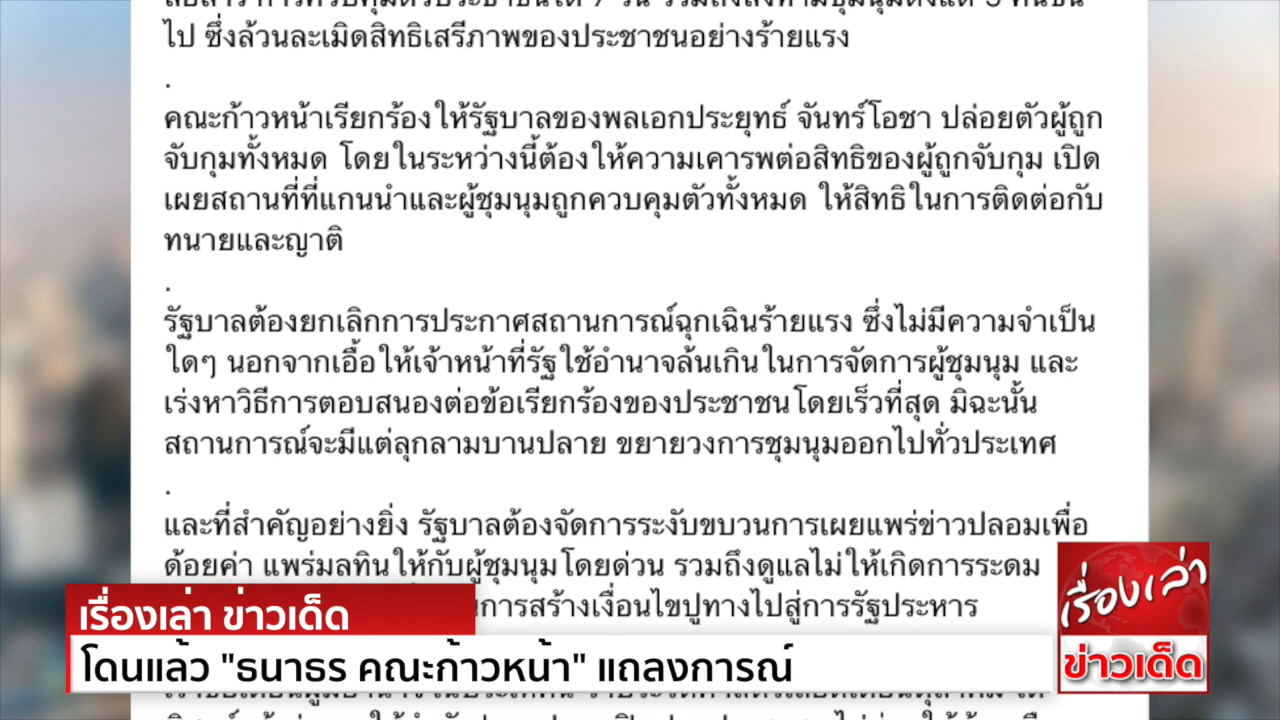 ไป ซึ่งล้วนละเมิดสิทธิเสรีภาพของประชาชนอย่างร้ายแรง
.
คณะก้าวหน้าเรียกร้องให้รัฐบาลของพลเอกประยุทธ์ จันทร์โอชา ปล่อยตัวผู้ถูก
จับกุมทั้งหมด โดยในระหว่างนี้ต้องให้ความเคารพต่อสิทธิของผู้ถูกจับกุม เปิด
เผยสถานที่ที่แกนนำและผู้ชุมนุมถูกควบคุมตัวทั้งหมด ให้สิทธิในการติดต่อกับ
ทนายและญาติ
.
รัฐบาลต้องยกเลิกการประกาศสถานการณ์ฉุกเฉินร้ายแรง ซึ่งไม่มีความจำเป็น
ใดๆ นอกจากเอื้อให้เจ้าหน้าที่รัฐใช้อำนาจล้นเกินในการจัดการผู้ชุมนุม และ
เร่งหาวิธีการตอบสนองต่อข้อเรียกร้องของประชาชนโดยเร็วที่สุด มิฉะนั้น
สถานการณ์จะมีแต่ลุกลามบานปลาย ขยายวงการชุมนุมออกไปทั่วประเทศ
.
และที่สำคัญอย่างยิ่ง รัฐบาลต้องจัดการระงับขบวนการเผยแพร่ข่าวปลอมเพื่อ
ด้อยค่า แพร่มลทินให้กับผู้ชุมนุมโดยด่วน รวมถึงดูแลไม่ให้เกิดการระดม
การสร้างเงื่อนไขปูทางไปสู่การรัฐประหาร
เรื่องเล่า ข่าวเด็ด
โดนแล้ว "ธนาธร คณะก้าวหน้า" แถลงการณ์
เรื่องเล่า
ข่าวเด็ด